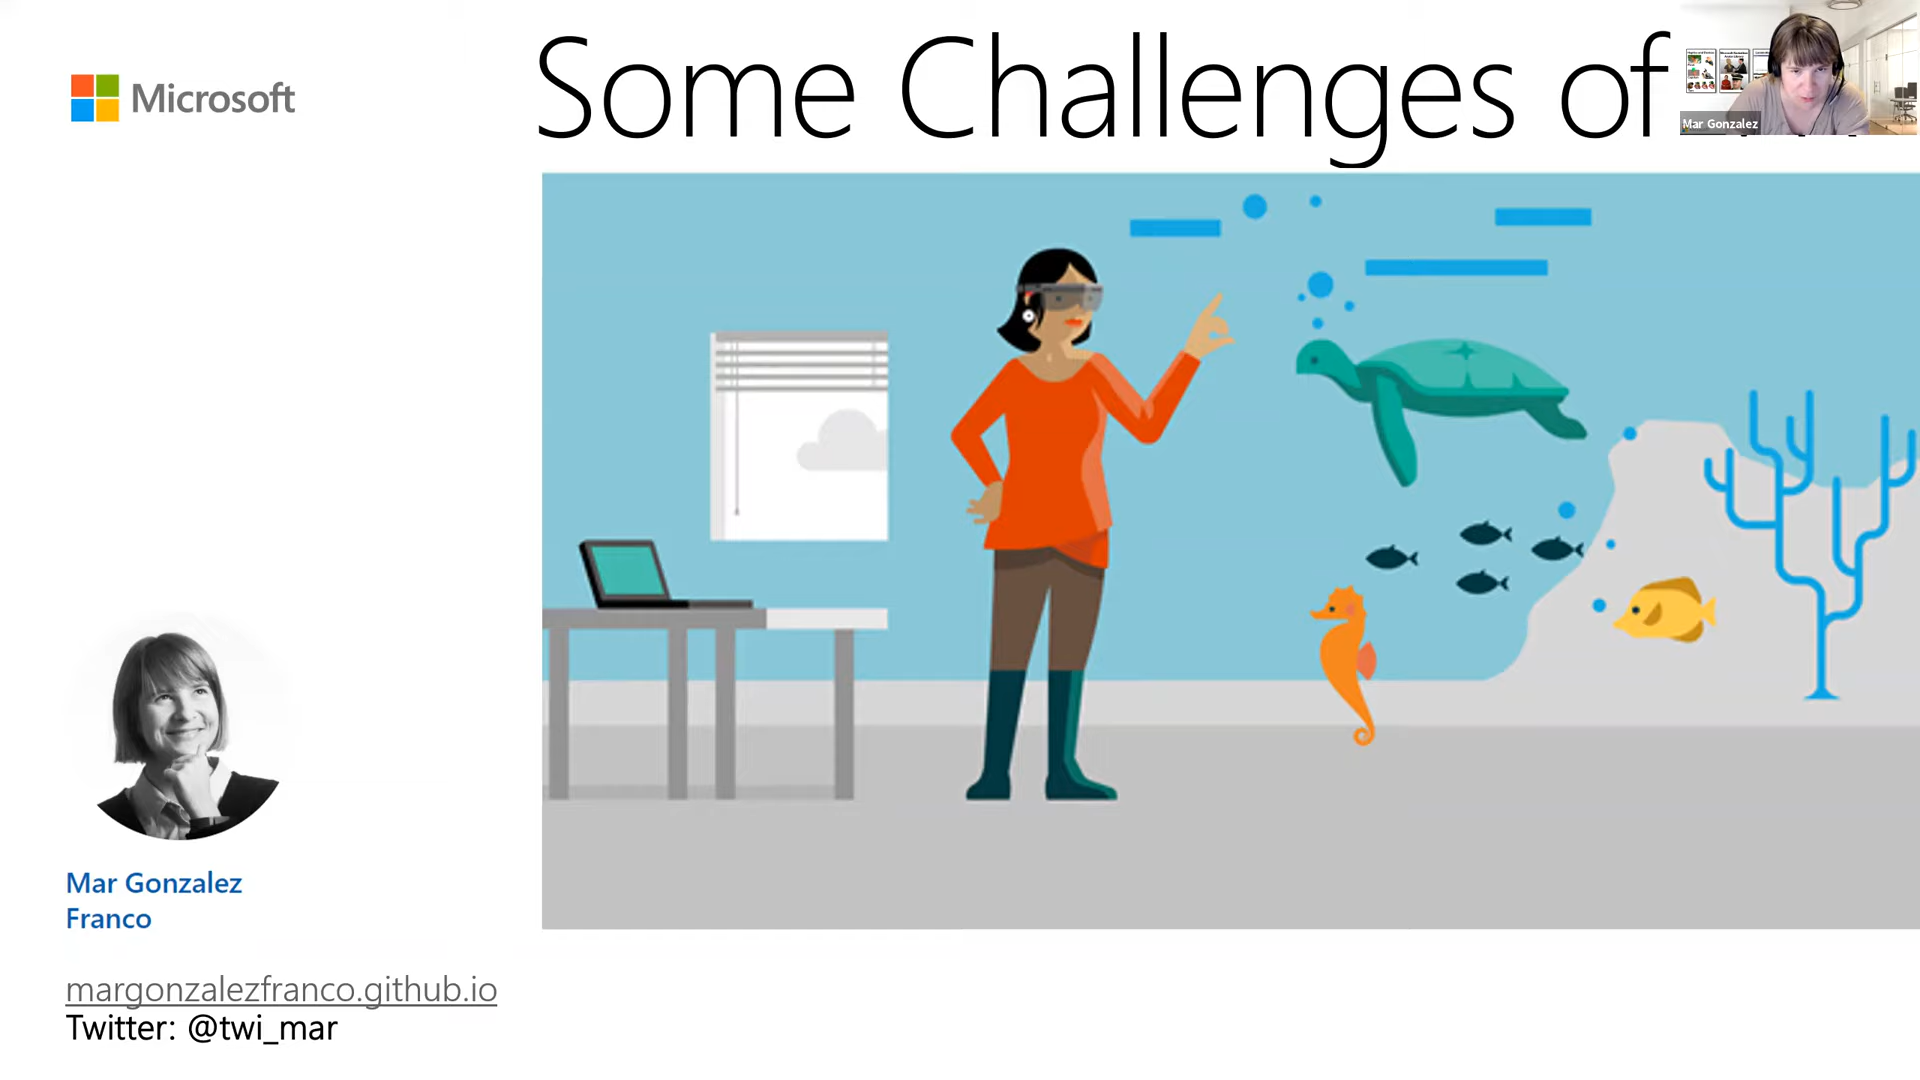 Some Challenges of
Microsoft
Mar Gonzalez
Mar Gonzalez
Franco
margonzalezfranco.github.io
Twitter: @twi_mar